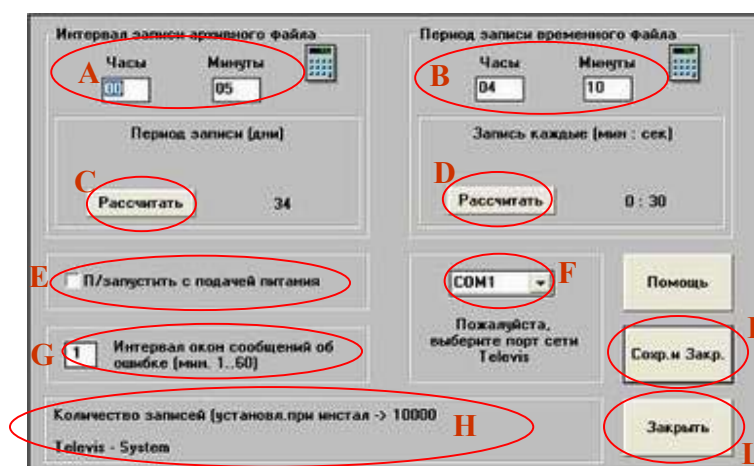 Интервал записи архивного файла
Часы Минуты
A
00 05
Период записи (дни)
C
Рассчитать 34
Период записи временного файла
Часы Минуты
B
04 10
Запись каждые (мин : сек)
D
Рассчитать 0 : 30
E П/запустить с подачей питания
G 1 Интервал окон сообщений об
ошибке (мин. 1..60)
COM1 F
Пожалуйста,
выберите порт сети
Televis
Помощь
Сохр.и Закр.
Количество записей (установл.при инстал -> 10000
H
Televis - System
Закрыть